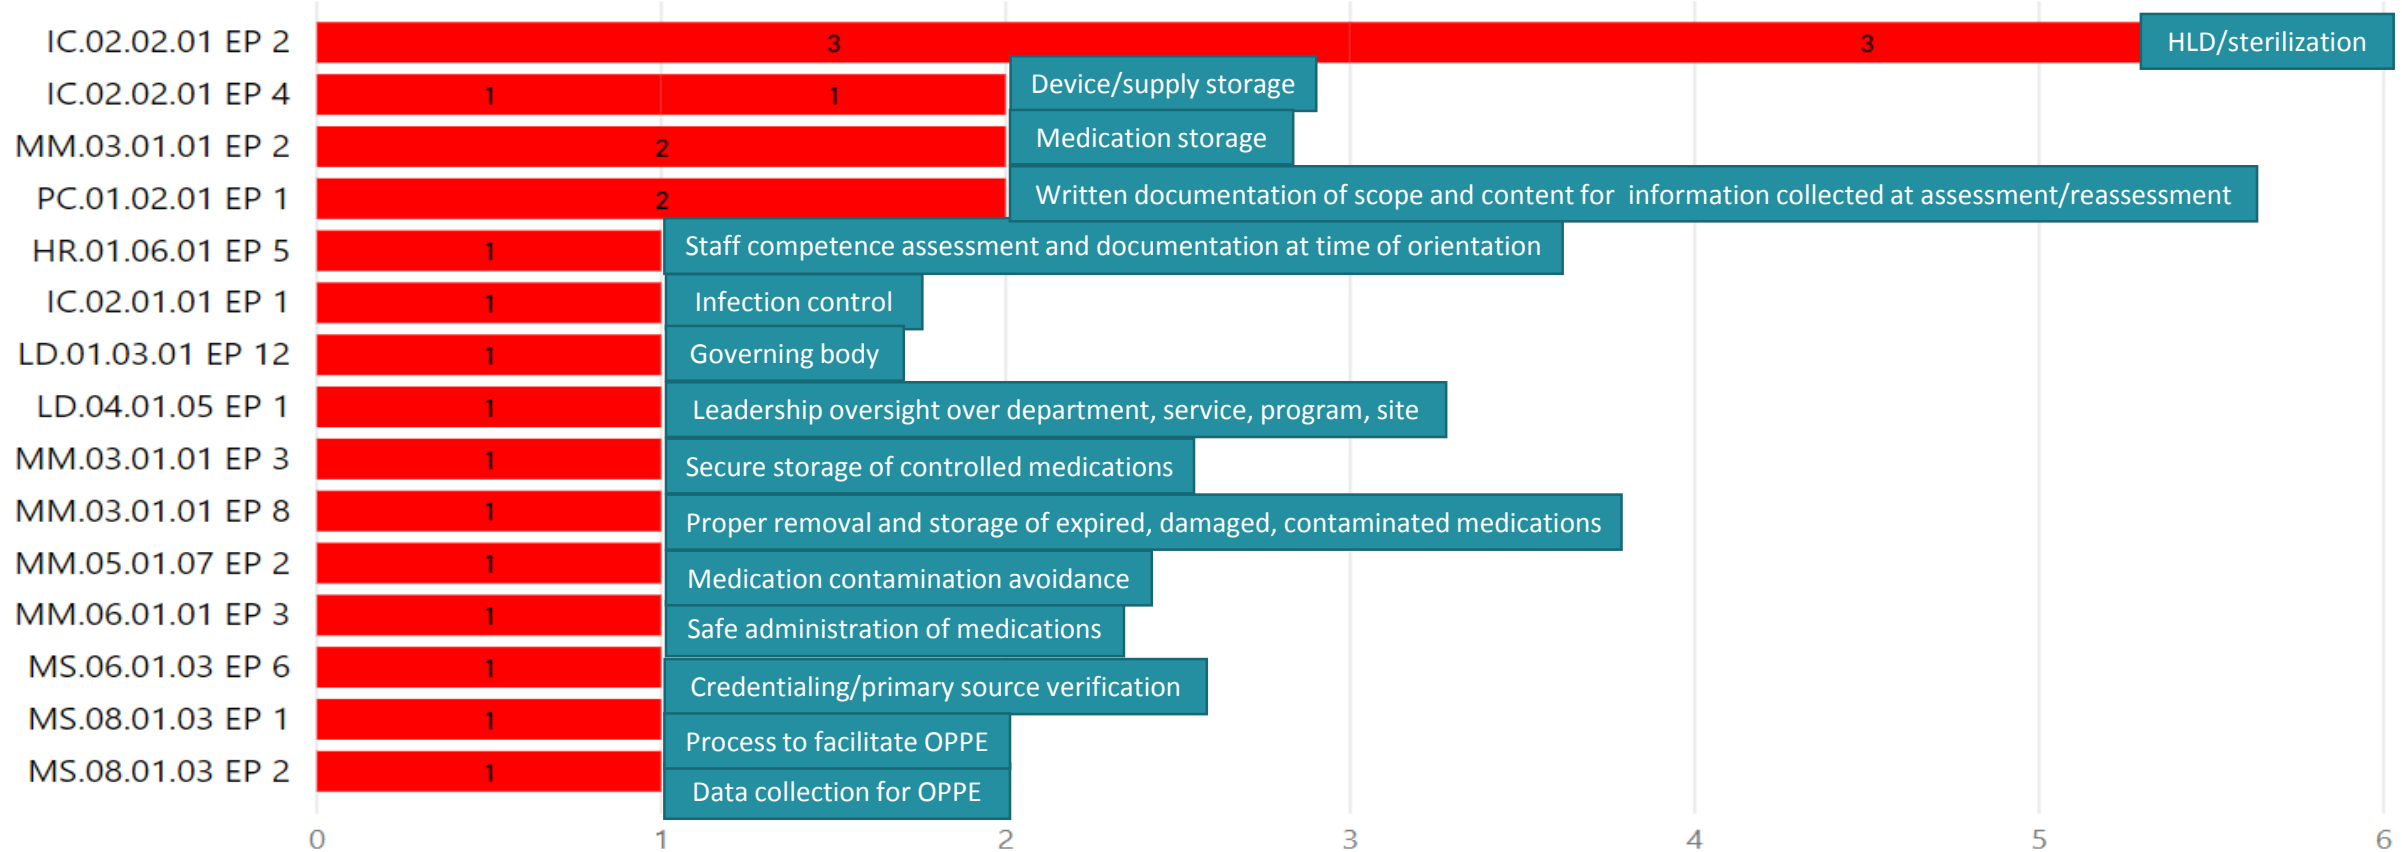 IC.02.02.01 EP 2 3 3 HLD/sterilization
IC.02.02.01 EP 4 1 1 Device/supply storage
MM.03.01.01 EP 2 2 Medication storage
PC.01.02.01 EP 1 2 Written documentation of scope and content for information collected at assessment/reassessment
HR.01.06.01 EP 5 1 Staff competence assessment and documentation at time of orientation
IC.02.01.01 EP 1 1 Infection control
LD.01.03.01 EP 12 1 Governing body
LD.04.01.05 EP 1 1 Leadership oversight over department, service, program, site
MM.03.01.01 EP 3 1 Secure storage of controlled medications
MM.03.01.01 EP 8 1 Proper removal and storage of expired, damaged, contaminated medications
MM.05.01.07 EP 2 1 Medication contamination avoidance
MM.06.01.01 EP 3 1 Safe administration of medications
MS.06.01.03 EP 6 1 Credentialing/primary source verification
MS.08.01.03 EP 1 1 Process to facilitate OPPE
MS.08.01.03 EP 2 1 Data collection for OPPE
0 1 2 3 4 5 6